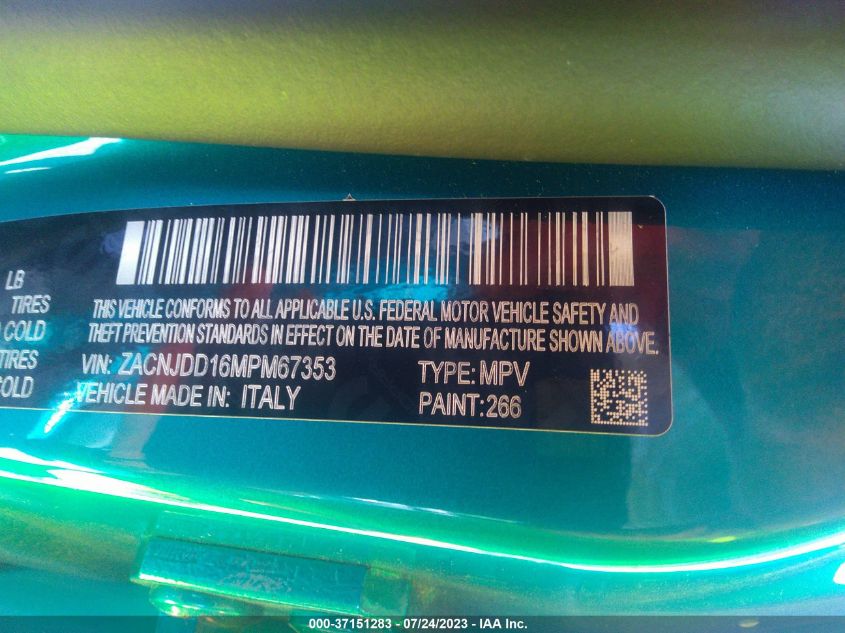 LB
TIRES
COLD
TIRES
COLD
THIS VEHICLE CONFORMS TO ALL APPLICABLE U.S. FEDERAL MOTOR VEHICLE SAFETY AND
THEFT PREVENTION STANDARDS IN EFFECT ON THE DATE OF MANUFACTURE SHOWN ABOVE.
VIN: ZACNJDD16MPM67353 TYPE: MPV
VEHICLE MADE IN: ITALY PAINT: 266
000-37151283 - 07/24/2023 - IAA Inc.